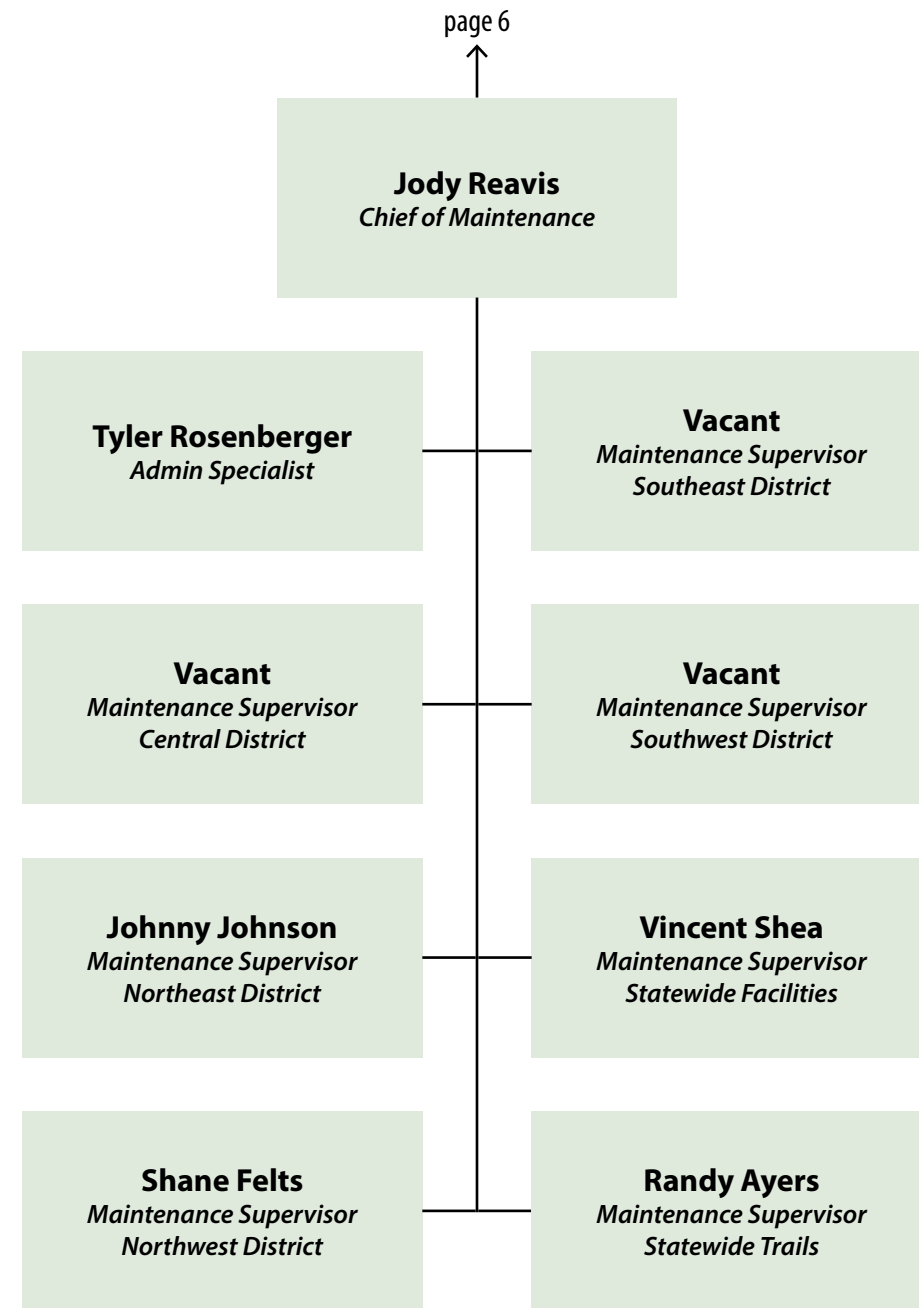 page 6
Jody Reavis
Chief of Maintenance
Tyler Rosenberger
Admin Specialist
Vacant
Maintenance Supervisor
Southeast District
Vacant
Maintenance Supervisor
Central District
Vacant
Maintenance Supervisor
Southwest District
Johnny Johnson
Maintenance Supervisor
Northeast District
Vincent Shea
Maintenance Supervisor
Statewide Facilities
Shane Felts
Maintenance Supervisor
Northwest District
Randy Ayers
Maintenance Supervisor
Statewide Trails